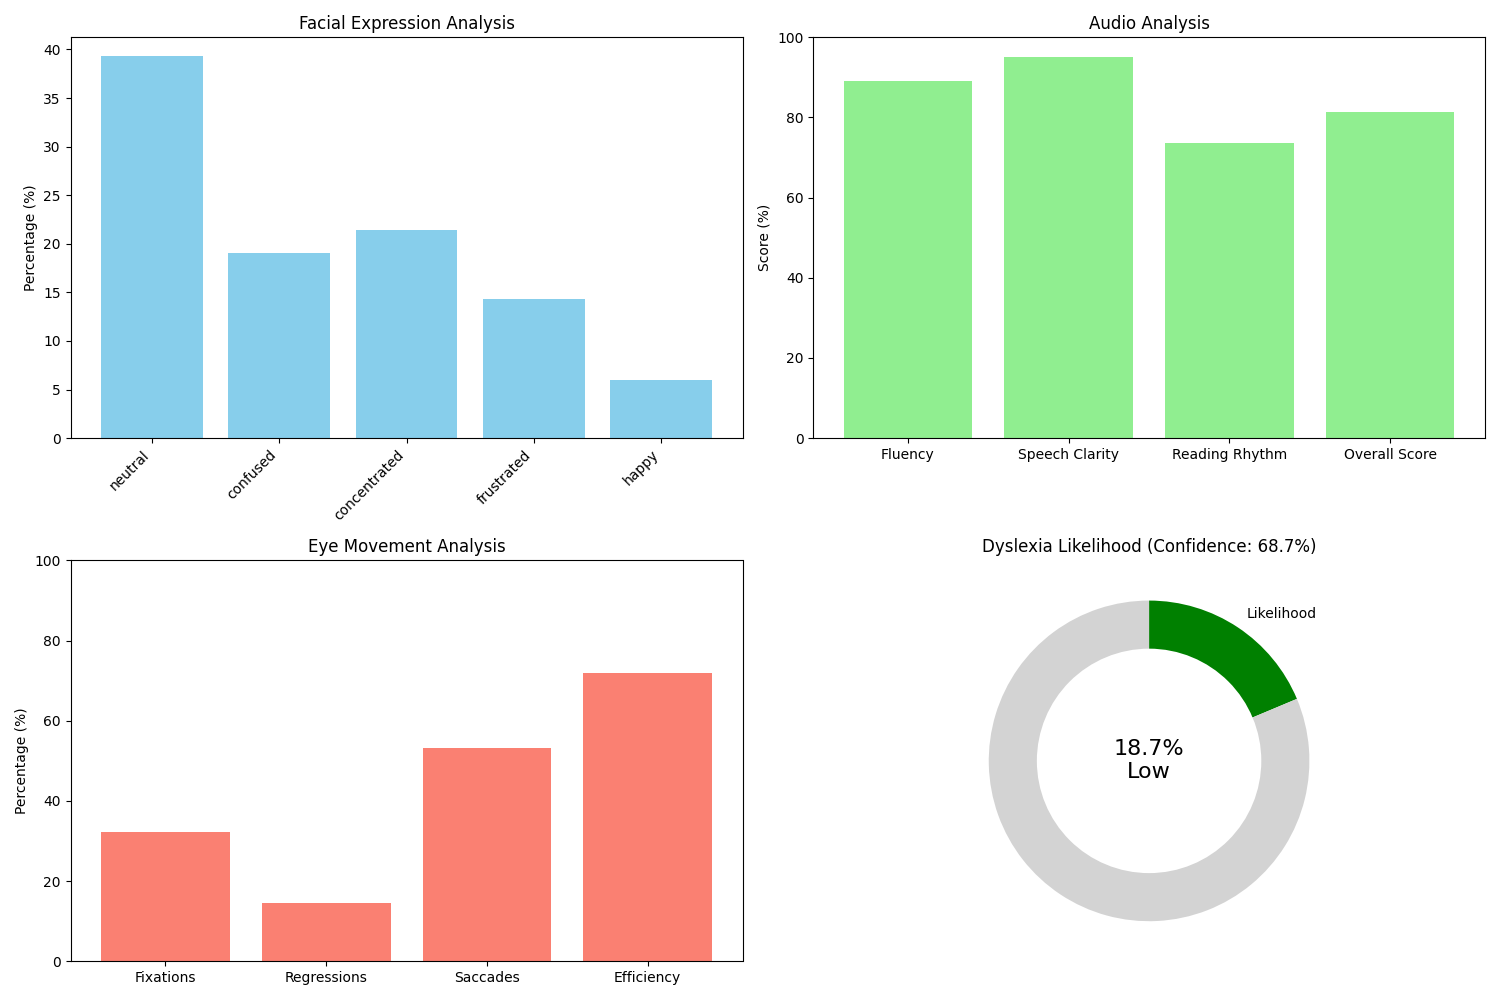 Facial Expression Analysis
Percentage (%)
40
35
30
25
20
15
10
5
0
neutral
confused
concentrated
frustrated
happy
Audio Analysis
Score (%)
100
80
60
40
20
0
Fluency
Speech Clarity
Reading Rhythm
Overall Score
Eye Movement Analysis
Percentage (%)
100
80
60
40
20
0
Fixations
Regressions
Saccades
Efficiency
Dyslexia Likelihood (Confidence: 68.7%)
Likelihood
18.7%
Low